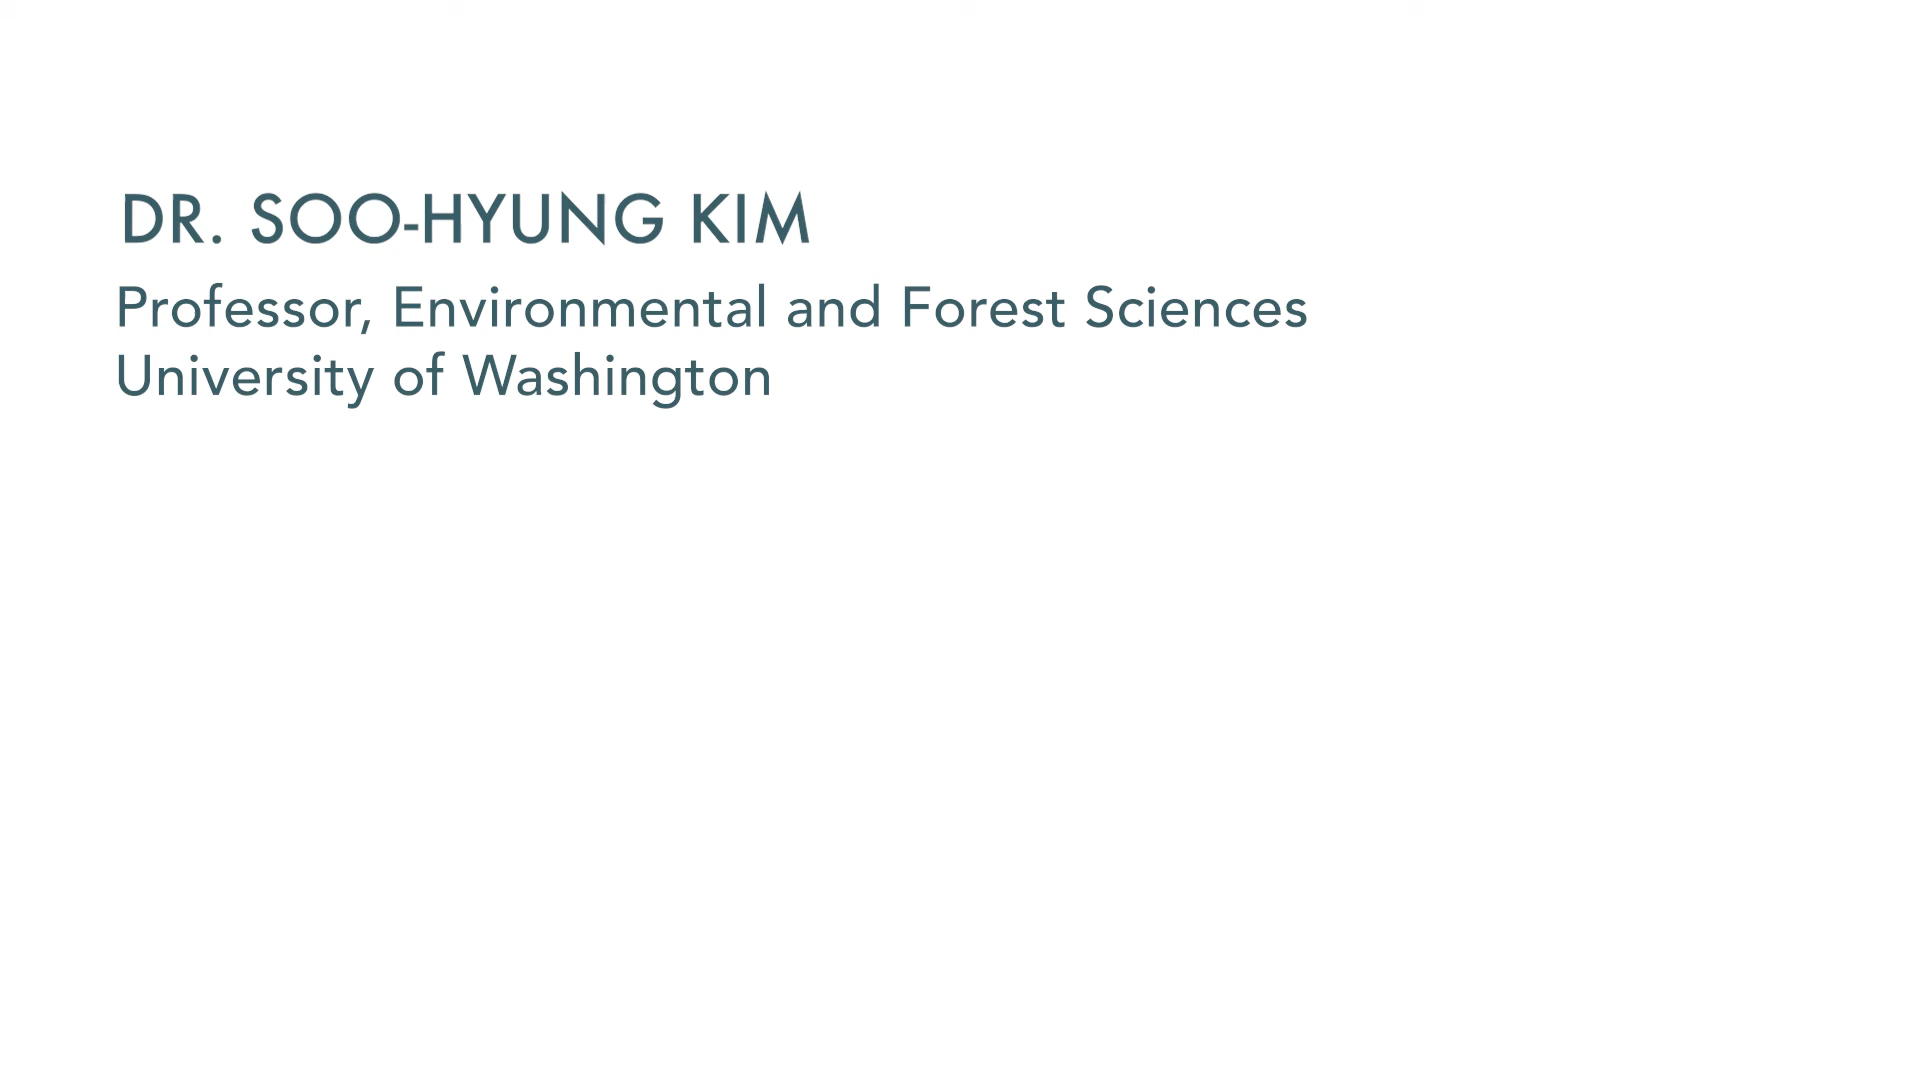 DR. SOO-HYUNG KIM
Professor, Environmental and Forest Sciences
University of Washington